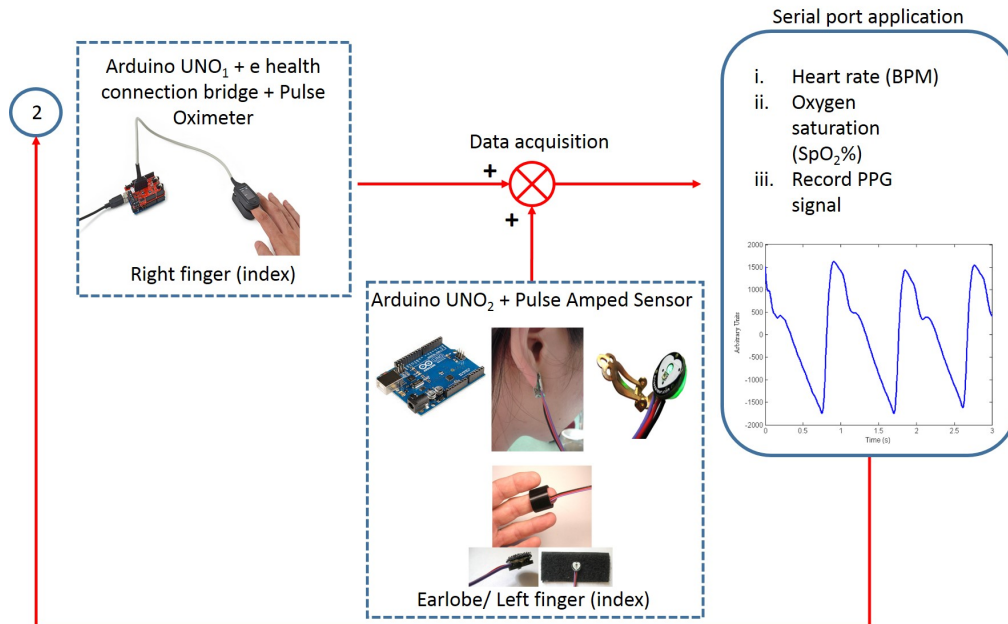 Serial port application
Arduino UNO₁ + e health
connection bridge + Pulse
Oximeter
2
Right finger (index)
Data acquisition
+
+
i. Heart rate (BPM)
ii. Oxygen
saturation
(SpO₂%)
iii. Record PPG
signal
Arduino UNO₂ + Pulse Amped Sensor
Earlobe/ Left finger (index)
2000
1500
1000
500
0
-500
-1000
-1500
-2000
Arbitrary Units
0 0.5 1 1.5 2 2.5 3
Time (s)